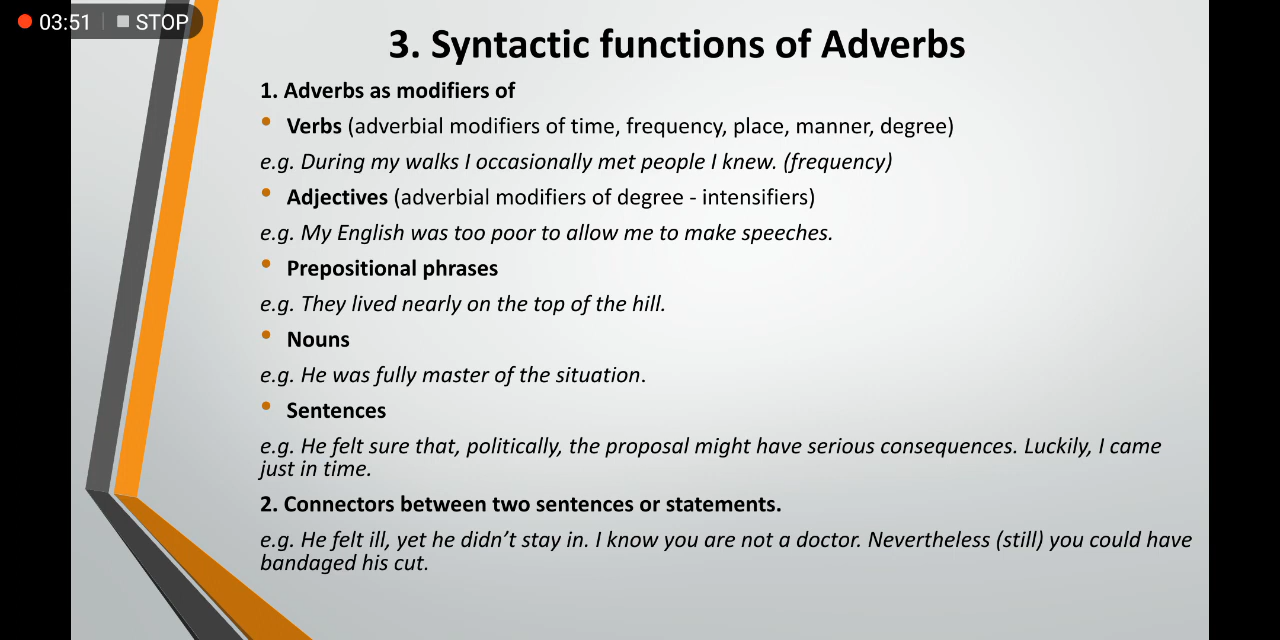 03:51 STOP
3. Syntactic functions of Adverbs
1. Adverbs as modifiers of
• Verbs (adverbial modifiers of time, frequency, place, manner, degree)
e.g. During my walks I occasionally met people I knew. (frequency)
• Adjectives (adverbial modifiers of degree - intensifiers)
e.g. My English was too poor to allow me to make speeches.
• Prepositional phrases
e.g. They lived nearly on the top of the hill.
• Nouns
e.g. He was fully master of the situation.
• Sentences
e.g. He felt sure that, politically, the proposal might have serious consequences. Luckily, I came
just in time.
2. Connectors between two sentences or statements.
e.g. He felt ill, yet he didn’t stay in. I know you are not a doctor. Nevertheless (still) you could have
bandaged his cut.